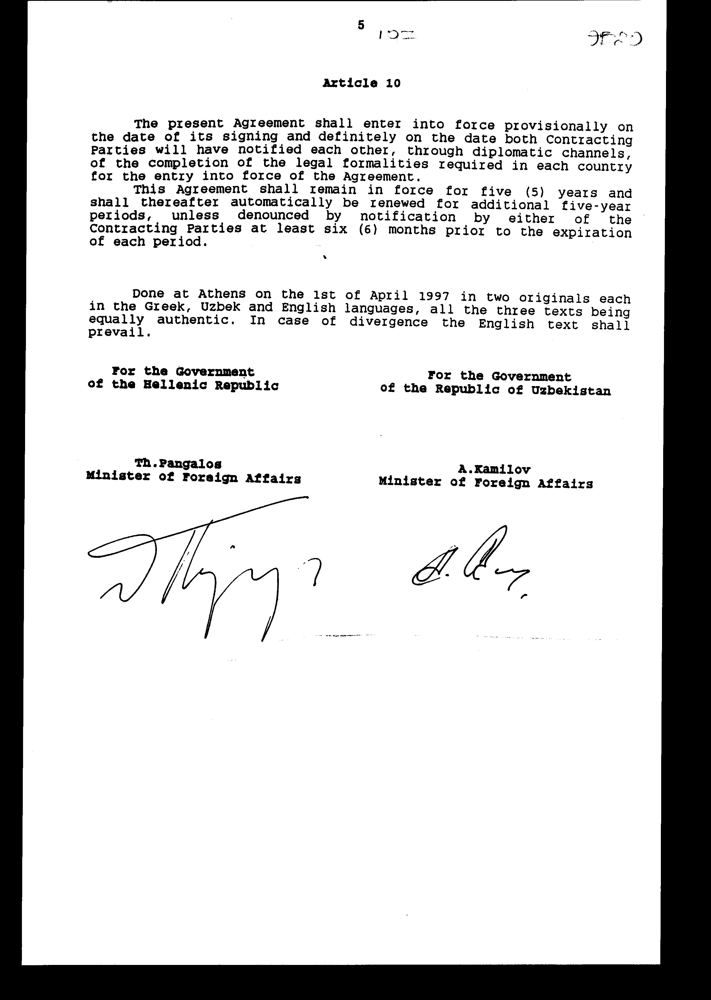 5
Article 10
The present Agreement shall enter into force provisionally on
the date of its signing and definitely on the date both Contracting
Parties will have notified each other, through diplomatic channels,
of the completion of the legal formalities required in each country
for the entry into force of the Agreement.
This Agreement shall remain in force for five (5) years and
shall thereafter automatically be renewed for additional five-year
periods, unless denounced by notification by either of the
Contracting Parties at least six (6) months prior to the expiration
of each period.
Done at Athens on the 1st of April 1997 in two originals each
in the Greek, Uzbek and English languages, all the three texts being
equally authentic. In case of divergence the English text shall
prevail.
For the Government
of the Hellenic Republic
For the Government
of the Republic of Uzbekistan
Th.Pangalos
Minister of Foreign Affairs
A.Kamilov
Minister of Foreign Affairs